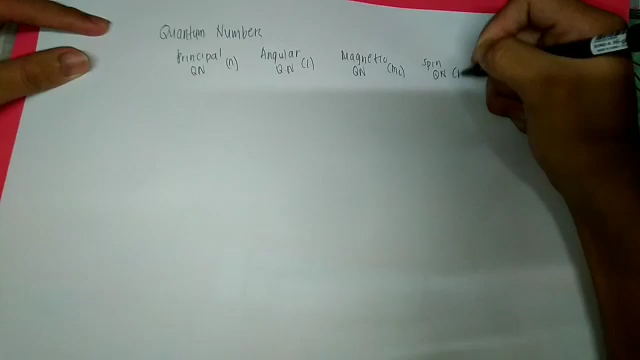 Quantum Numbers
Principal QN (n)
Angular QN (l)
Magnetic QN (ml)
Spin QN (